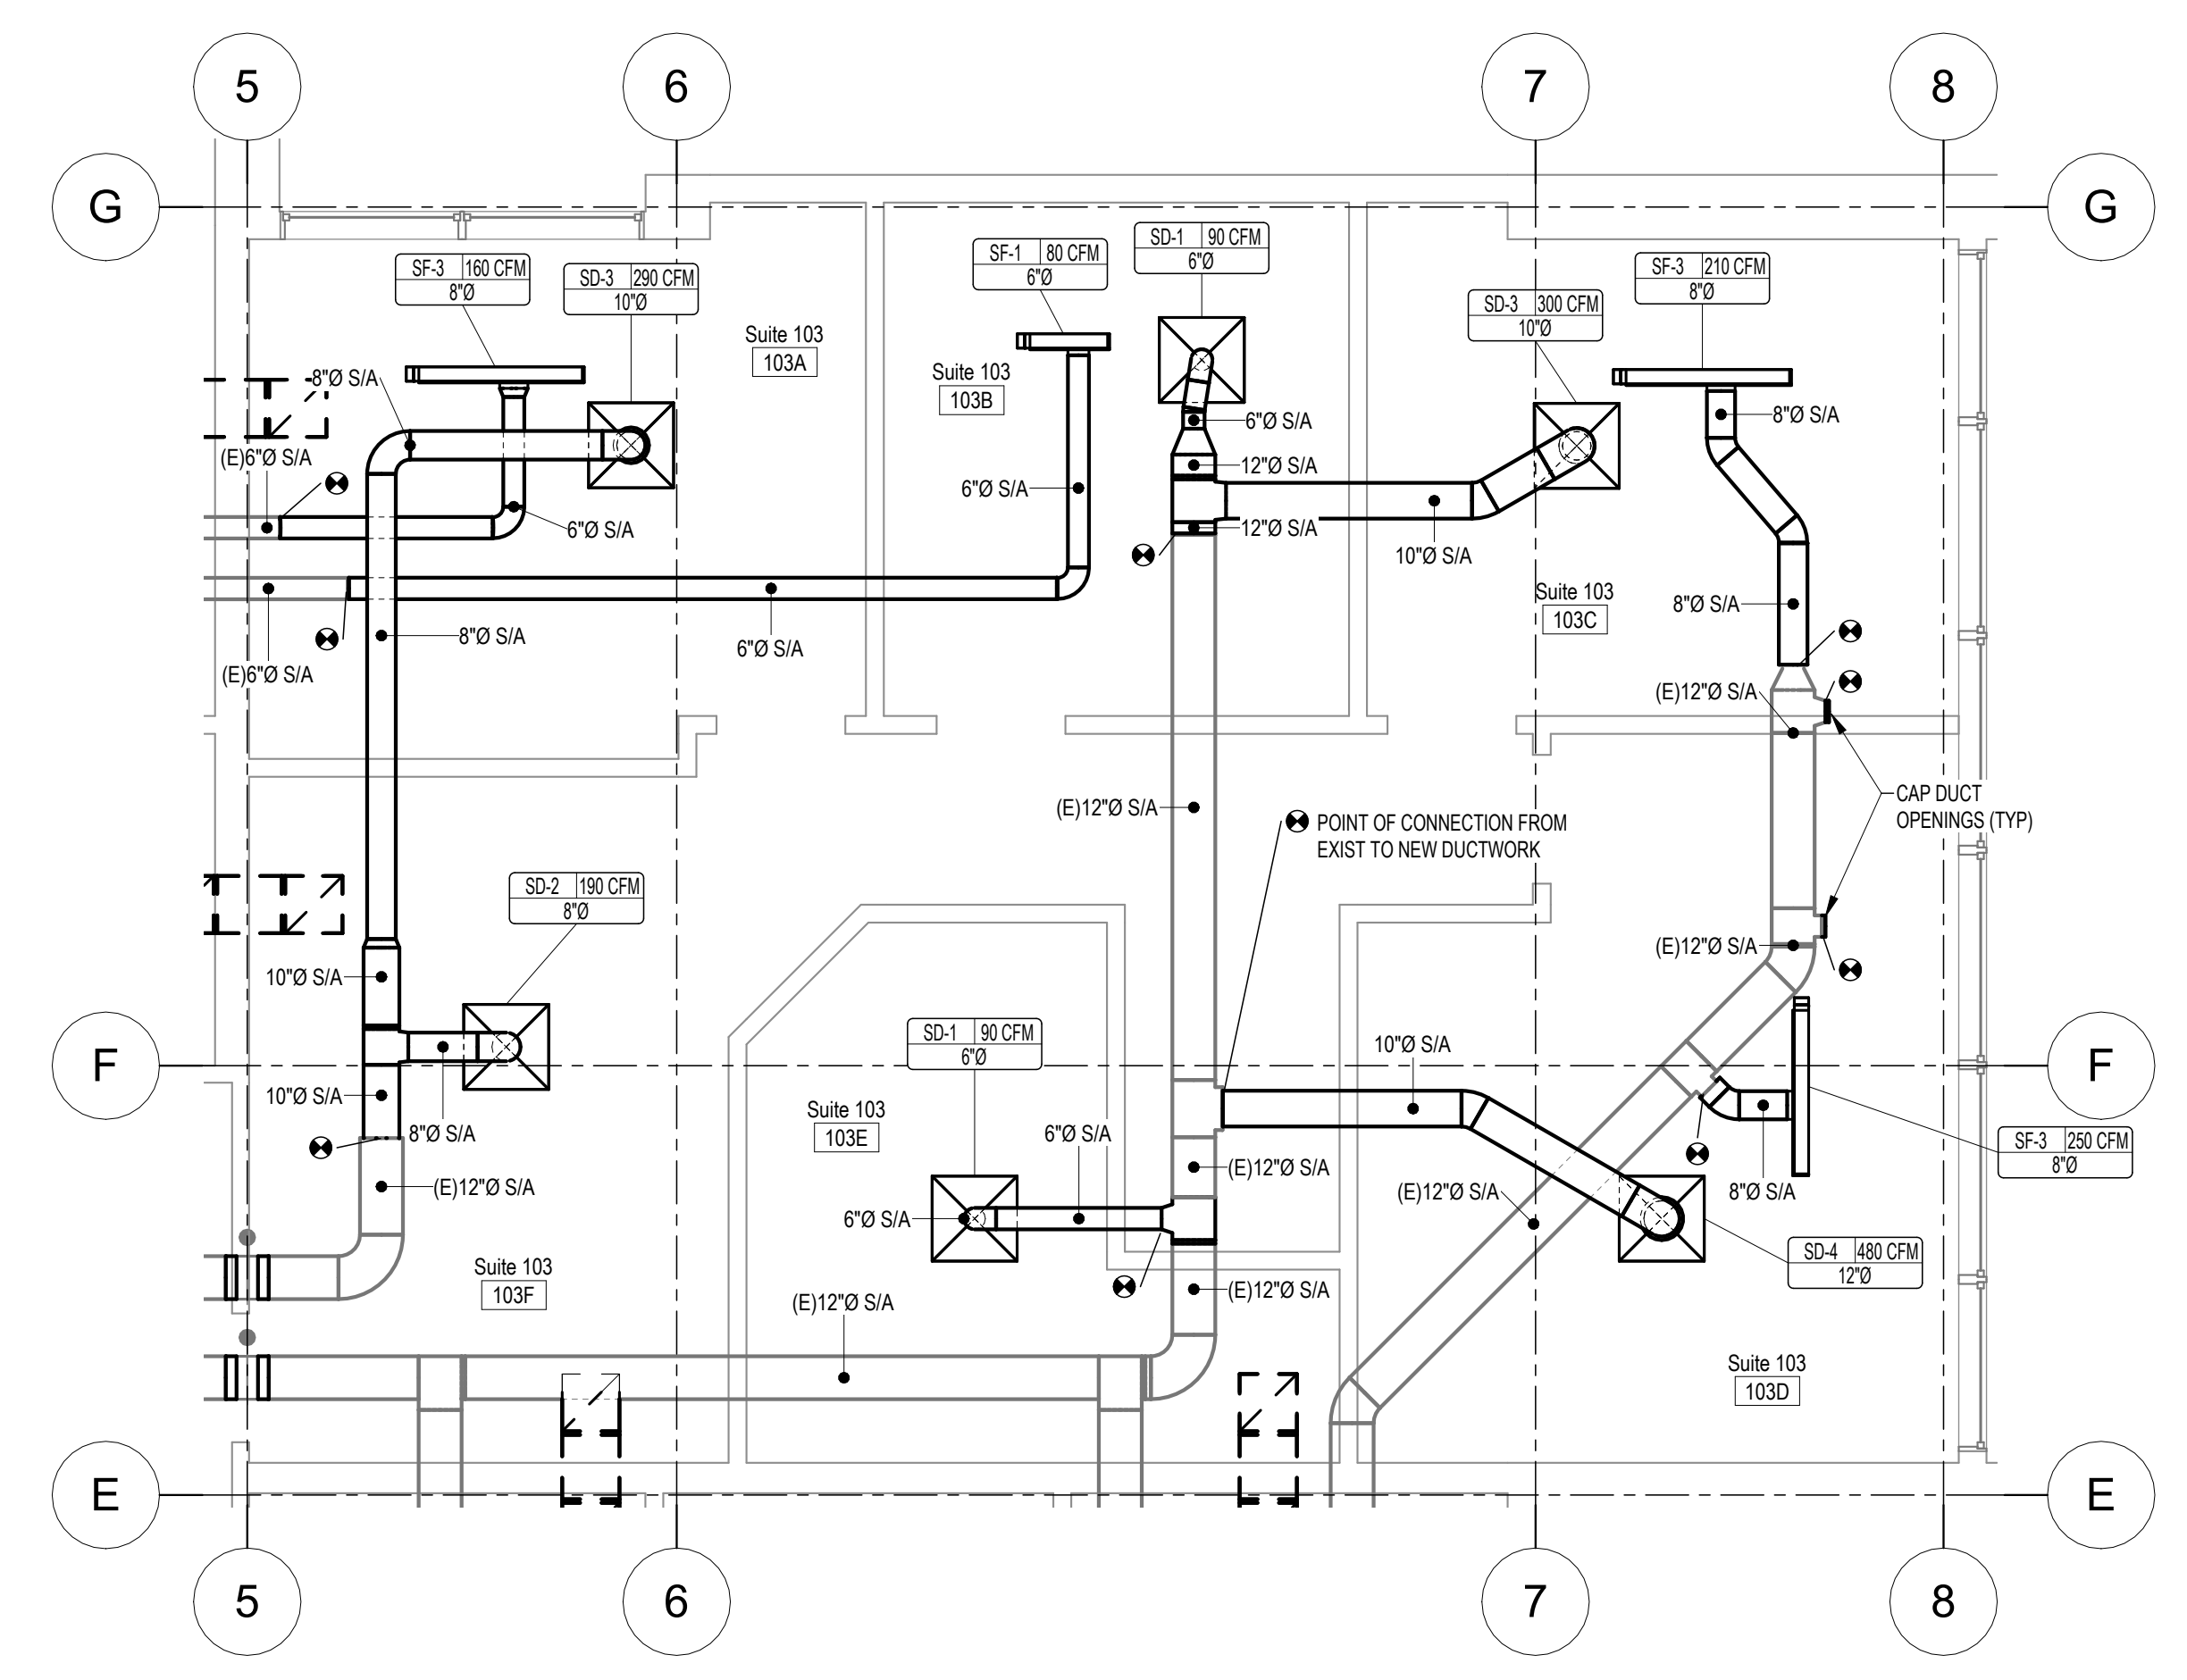 5
6
7
8
G
G
SD-1 90 CFM
6"Ø
SF-1 80 CFM
6"Ø
SF-3 160 CFM
8"Ø
SD-3 290 CFM
10"Ø
SF-3 210 CFM
8"Ø
SD-3 300 CFM
10"Ø
Suite 103
103A
Suite 103
103B
8"Ø S/A
8"Ø S/A
6"Ø S/A
(E)6"Ø S/A
12"Ø S/A
6"Ø S/A
6"Ø S/A
12"Ø S/A
10"Ø S/A
Suite 103
103C
8"Ø S/A
8"Ø S/A
6"Ø S/A
(E)6"Ø S/A
(E)12"Ø S/A
CAP DUCT
OPENINGS (TYP)
(E)12"Ø S/A
POINT OF CONNECTION FROM
EXIST TO NEW DUCTWORK
SD-2 190 CFM
8"Ø
(E)12"Ø S/A
10"Ø S/A
SD-1 90 CFM
6"Ø
10"Ø S/A
F
F
10"Ø S/A
Suite 103
103E
8"Ø S/A
6"Ø S/A
SF-3 250 CFM
8"Ø
(E)12"Ø S/A
(E)12"Ø S/A
(E)12"Ø S/A
8"Ø S/A
6"Ø S/A
SD-4 480 CFM
12"Ø
Suite 103
103F
(E)12"Ø S/A
(E)12"Ø S/A
Suite 103
103D
E
E
5
6
7
8